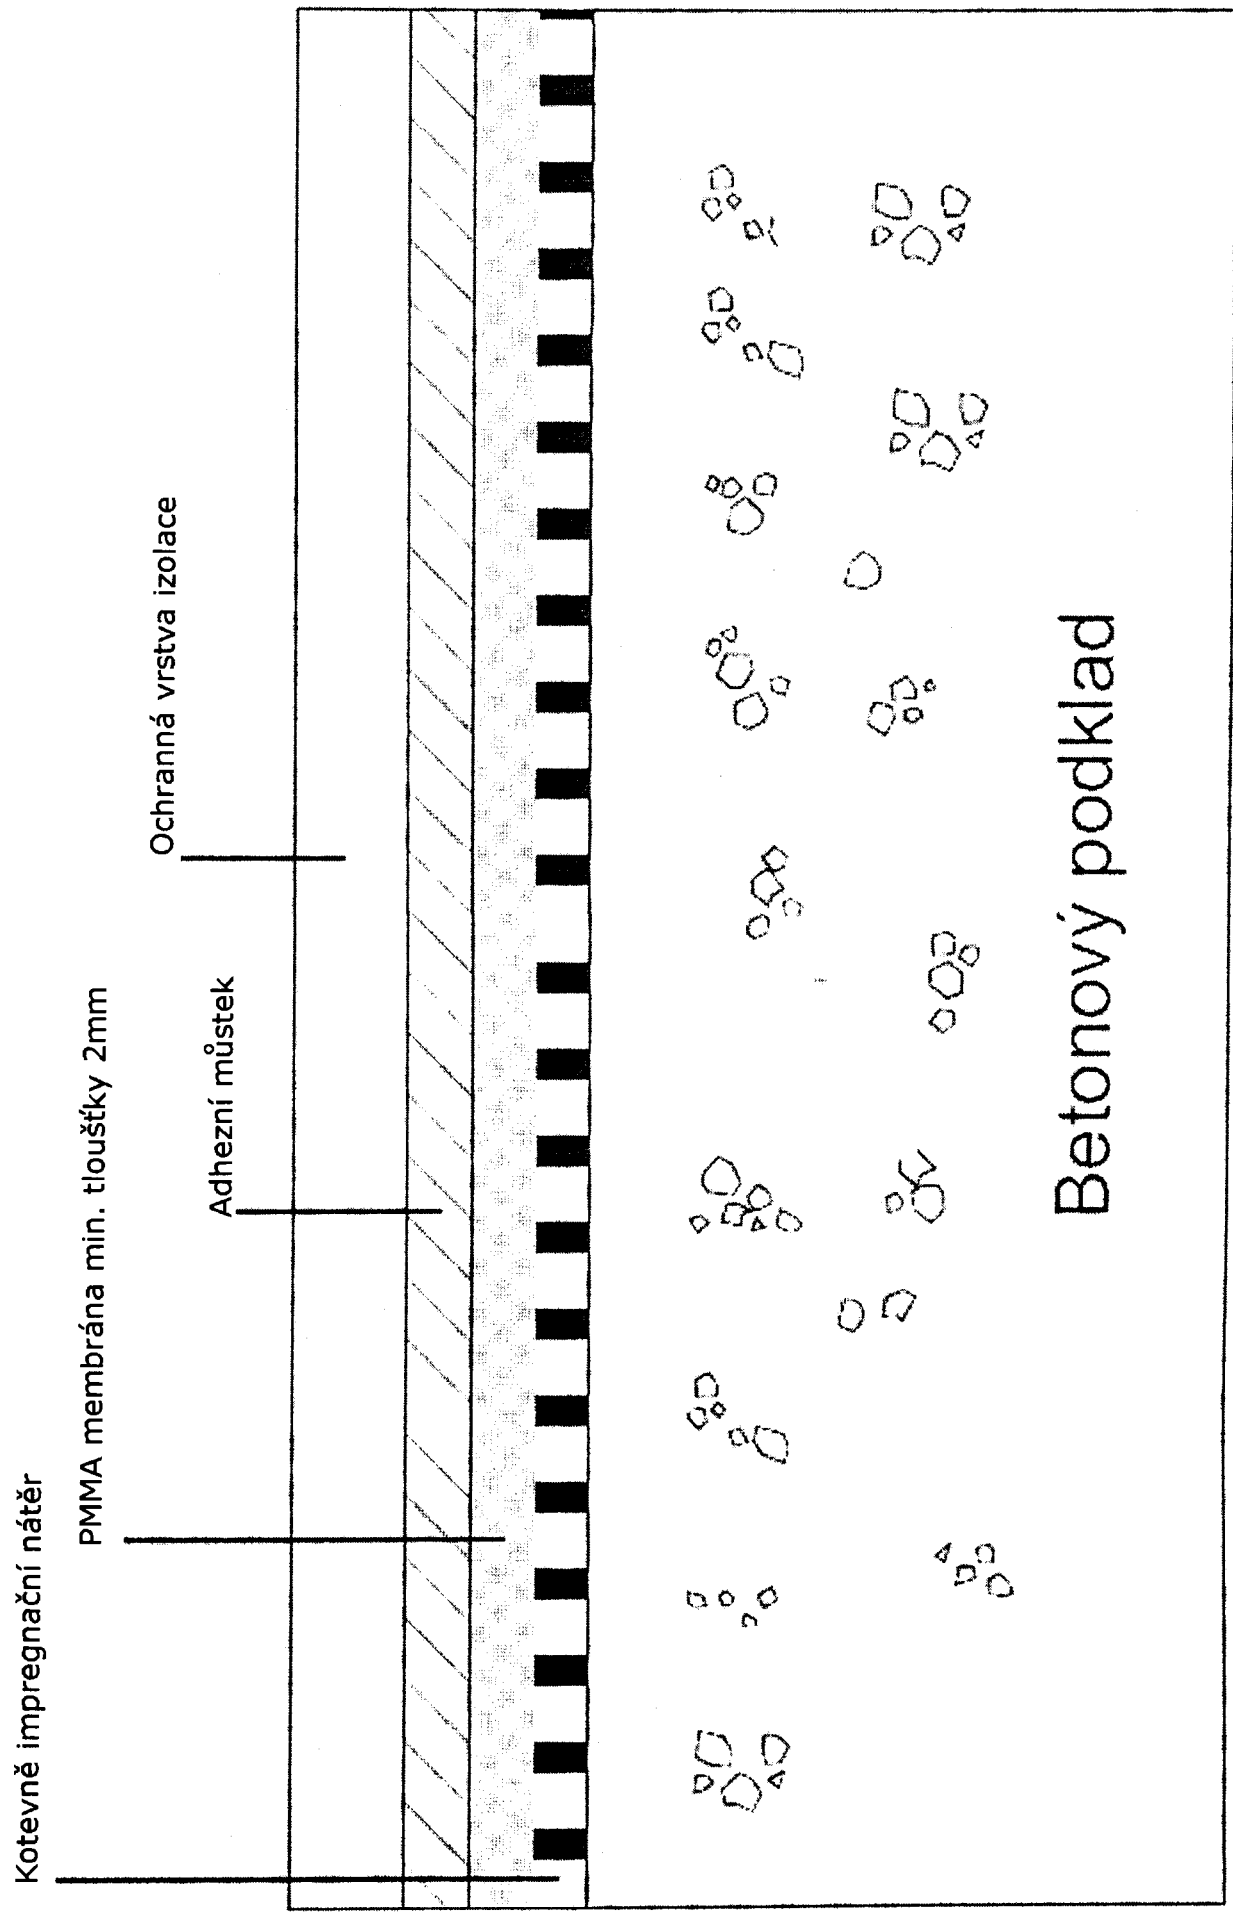 Kotevně impregnační nátěr
PMMA membrána min. tloušťky 2mm
Adhezní můstek
Ochranná vrstva izolace
Betonový podklad